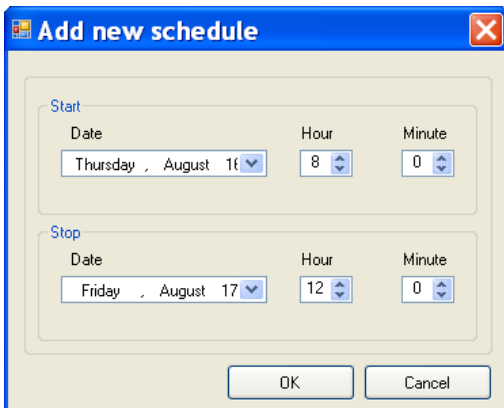 Add new schedule
Start
Date Hour Minute
Thursday , August 16 8 0
Stop
Date Hour Minute
Friday , August 17 12 0
OK Cancel